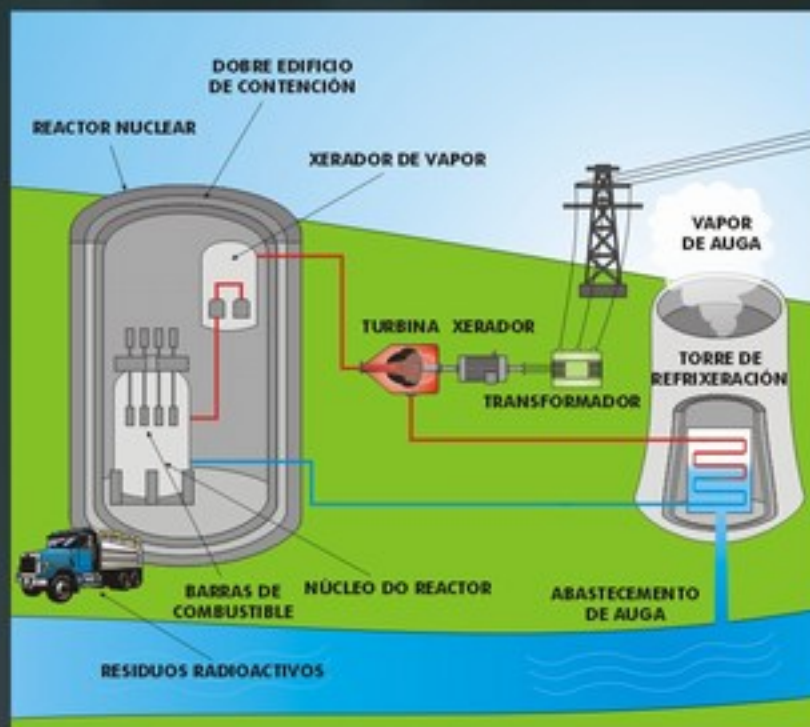 DOBRE EDIFICIO
DE CONTENCIÓN
REACTOR NUCLEAR
XERADOR DE VAPOR
VAPOR
DE AUGA
TURBINA XERADOR
TORRE DE
REFRIXERACIÓN
TRANSFORMADOR
BARRAS DE
COMBUSTIBLE
NÚCLEO DO REACTOR
ABASTECEMENTO
DE AUGA
RESIDUOS RADIOACTIVOS